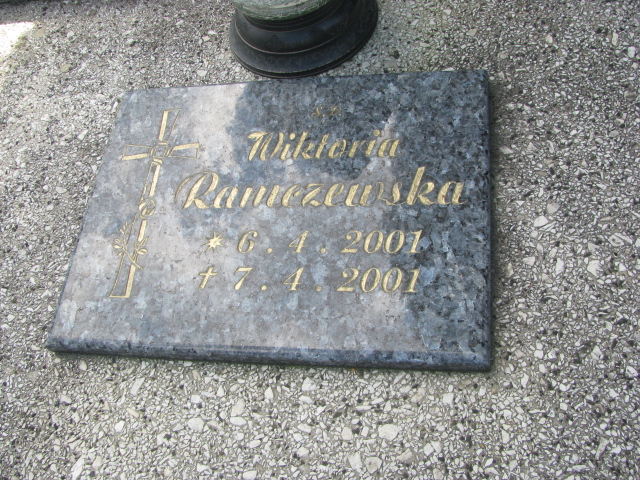 Wiktoria
Ramczewska
* 6.4.2001
† 7.4.2001